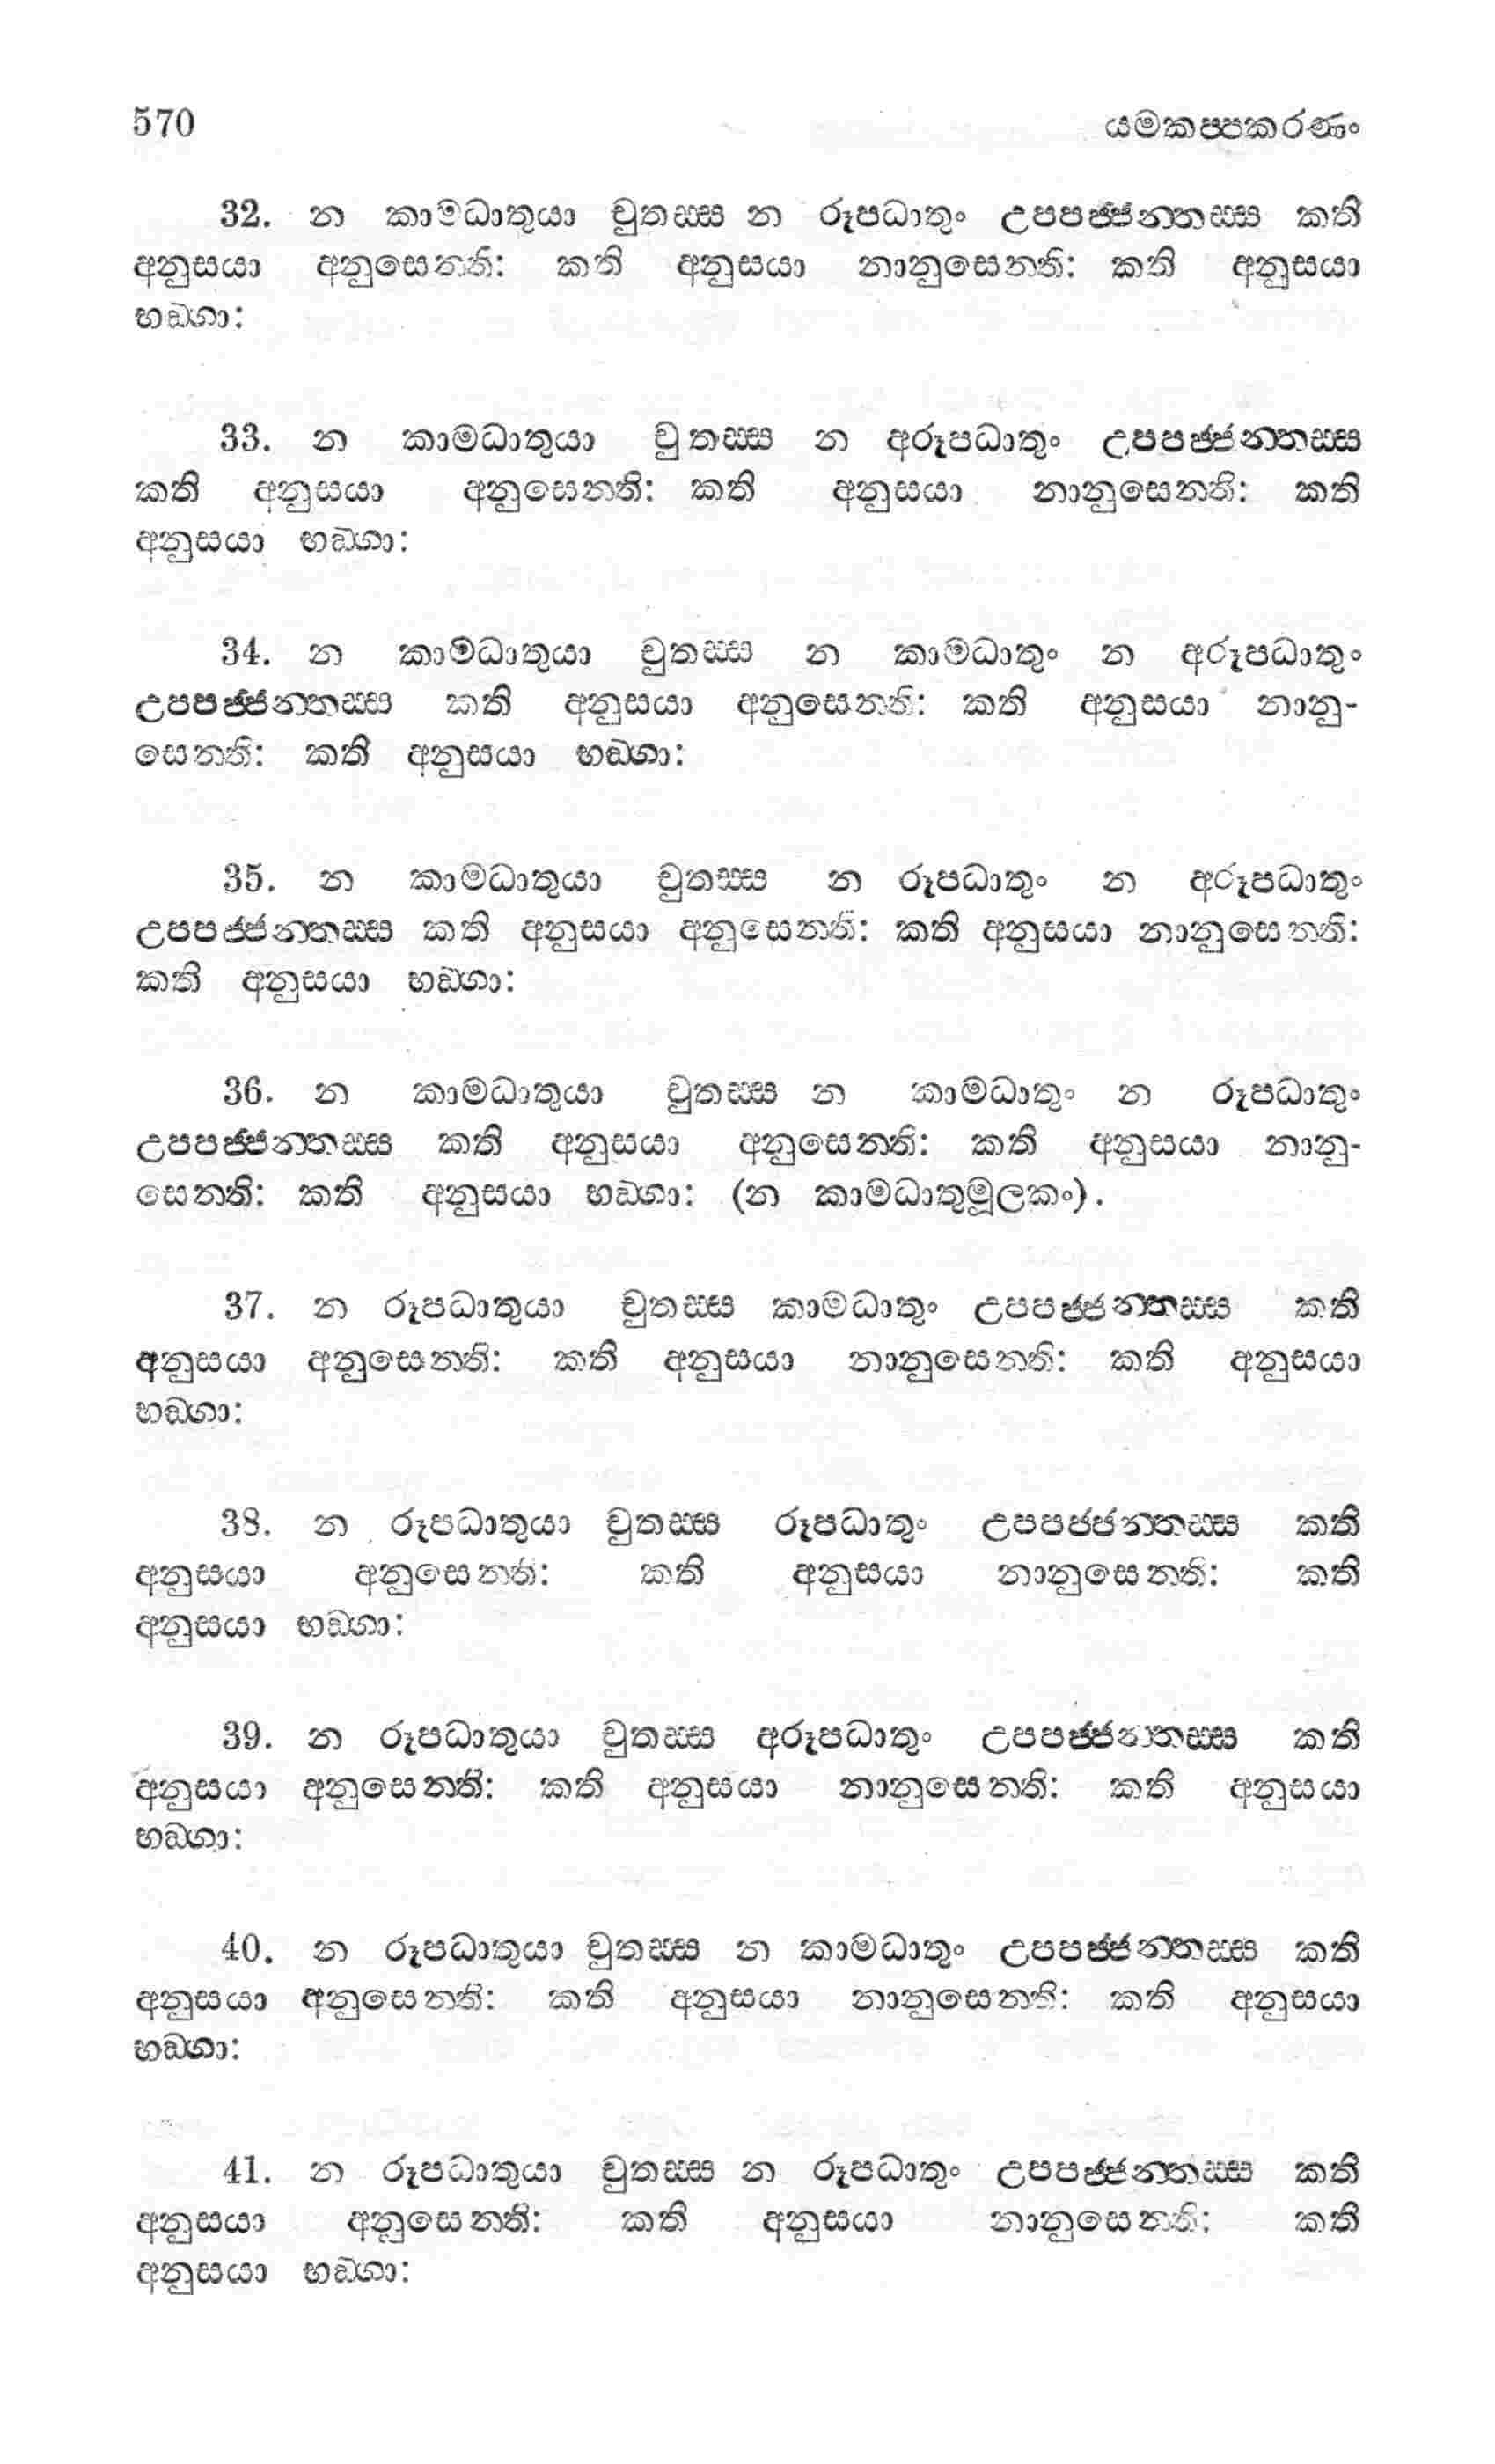 570 යමකප්පකරණං
32. න කාමධාතුයා චුතස්ස න රූපධාතුං උපපජ්ජන්තස්ස කති
අනුසයා අනුසෙන්ති: කති අනුසයා නානුසෙන්ති: කති අනුසයා
භඞ්ගා:
33. න කාමධාතුයා චුතස්ස න අරූපධාතුං උපපජ්ජන්තස්ස
කති අනුසයා අනුසෙන්ති: කති අනුසයා නානුසෙන්ති: කති
අනුසයා භඞ්ගා:
34. න කාමධාතුයා චුතස්ස න කාමධාතුං න අරූපධාතුං
උපපජ්ජන්තස්ස කති අනුසයා අනුසෙන්ති: කති අනුසයා නානු-
සෙන්ති: කති අනුසයා භඞ්ගා:
35. න කාමධාතුයා චුතස්ස න රූපධාතුං න අරූපධාතුං
උපපජ්ජන්තස්ස කති අනුසයා අනුසෙන්ති: කති අනුසයා නානුසෙන්ති:
කති අනුසයා භඞ්ගා:
36. න කාමධාතුයා චුතස්ස න කාමධාතුං න රූපධාතුං
උපපජ්ජන්තස්ස කති අනුසයා අනුසෙන්ති: කති අනුසයා නානු-
සෙන්ති: කති අනුසයා භඞ්ගා: (න කාමධාතුමූලකං).
37. න රූපධාතුයා චුතස්ස කාමධාතුං උපපජ්ජන්තස්ස කති
අනුසයා අනුසෙන්ති: කති අනුසයා නානුසෙන්ති: කති අනුසයා
භඞ්ගා:
38. න රූපධාතුයා චුතස්ස රූපධාතුං උපපජ්ජන්තස්ස කති
අනුසයා අනුසෙන්ති: කති අනුසයා නානුසෙන්ති: කති
අනුසයා භඞ්ගා:
39. න රූපධාතුයා චුතස්ස අරූපධාතුං උපපජ්ජන්තස්ස කති
අනුසයා අනුසෙන්ති: කති අනුසයා නානුසෙන්ති: කති අනුසයා
භඞ්ගා:
40. න රූපධාතුයා චුතස්ස න කාමධාතුං උපපජ්ජන්තස්ස කති
අනුසයා අනුසෙන්ති: කති අනුසයා නානුසෙන්ති: කති අනුසයා
භඞ්ගා:
41. න රූපධාතුයා චුතස්ස න රූපධාතුං උපපජ්ජන්තස්ස කති
අනුසයා අනුසෙන්ති: කති අනුසයා නානුසෙන්ති: කති
අනුසයා භඞ්ගා: